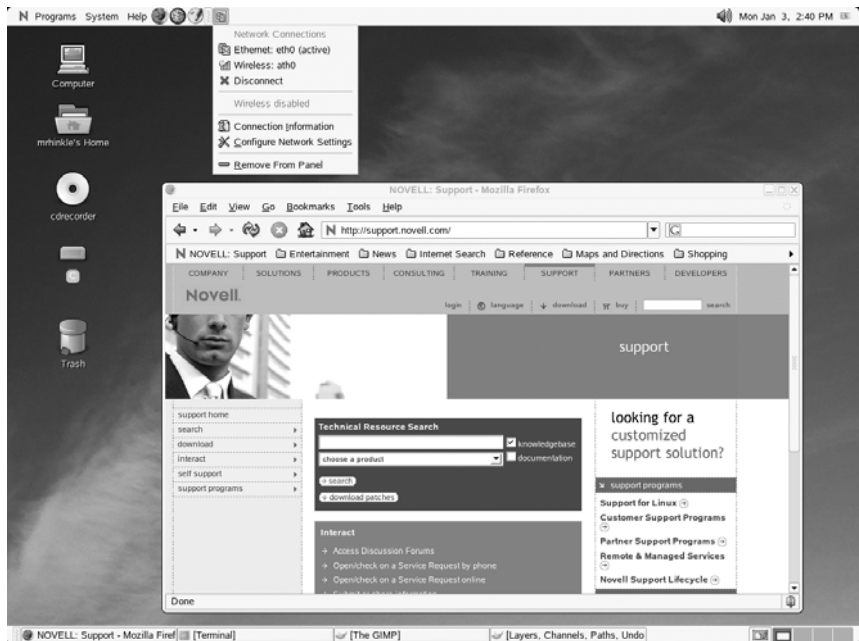 N Programs System Help
Mon Jan 3, 2:40 PM
Network Connections
Ethernet: eth0 (active)
Wireless: ath0
Disconnect
Wireless disabled
Connection Information
Configure Network Settings
Remove From Panel
Computer
mrhinkle's Home
cdrecorder
Trash
NOVELL: Support - Mozilla Firefox
File Edit View Go Bookmarks Tools Help
N http://support.novell.com/
G
N NOVELL: Support Entertainment News Internet Search Reference Maps and Directions Shopping
COMPANY SOLUTIONS PRODUCTS CONSULTING TRAINING SUPPORT PARTNERS DEVELOPERS
Novell.
login language download buy search
support
support home
search
download
interact
self support
support programs
Technical Resource Search
knowledgebase
choose a product
documentation
search
download patches
Interact
Access Discussion Forums
Open/check on a Service Request by phone
Open/check on a Service Request online
looking for a
customized
support solution?
support programs
Support for Linux
Customer Support Programs
Partner Support Programs
Remote & Managed Services
Novell Support Lifecycle
Done
NOVELL: Support - Mozilla Firef
[Terminal]
[The GIMP]
[Layers, Channels, Paths, Undo